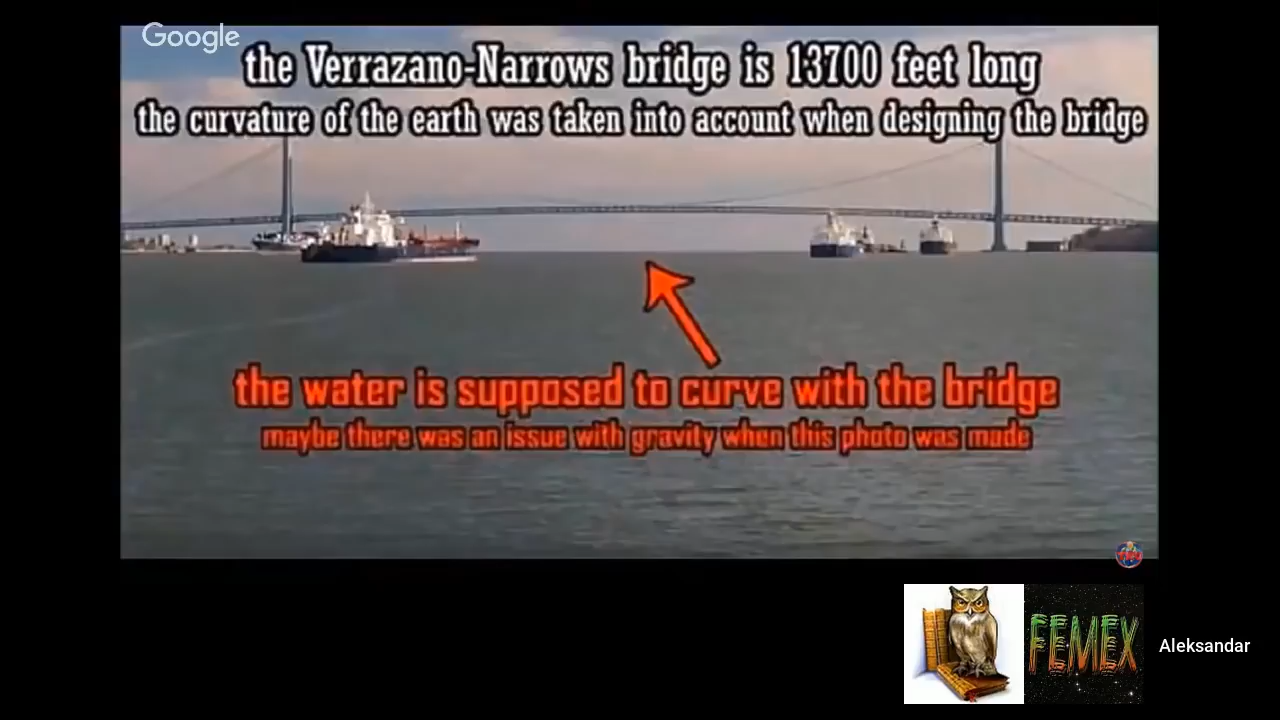 Google
the Verrazano-Narrows bridge is 13700 feet long
the curvature of the earth was taken into account when designing the bridge
the water is supposed to curve with the bridge
maybe there was an issue with gravity when this photo was made
FEMEX
Aleksandar